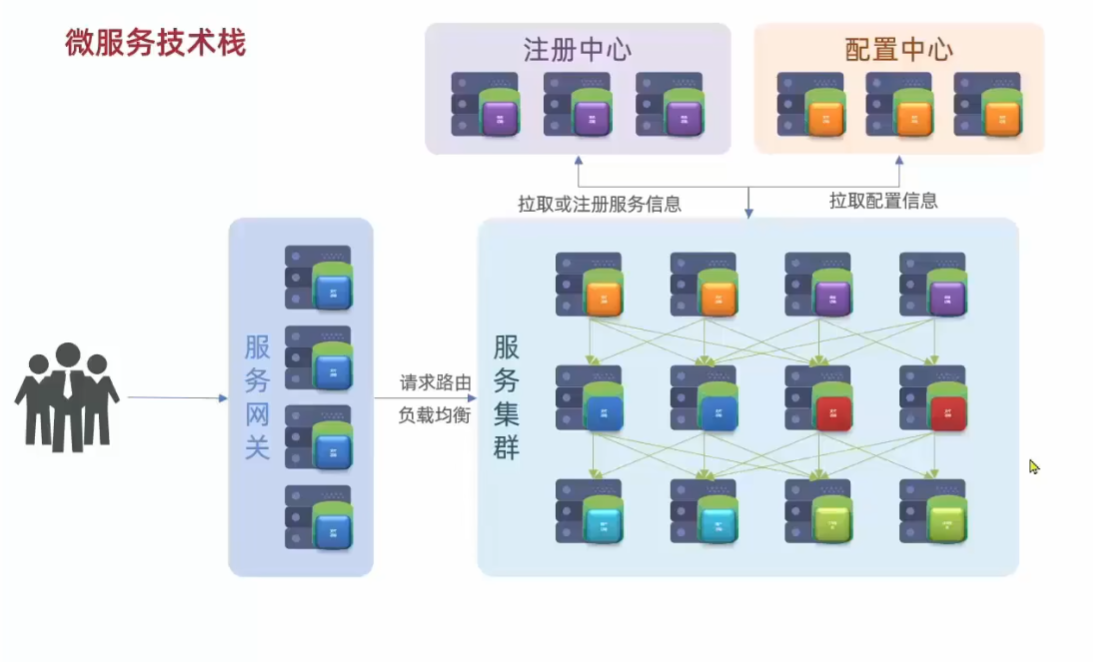 微服务技术栈
注册中心
配置中心
拉取或注册服务信息
拉取配置信息
服务网关
请求路由
负载均衡
服务集群